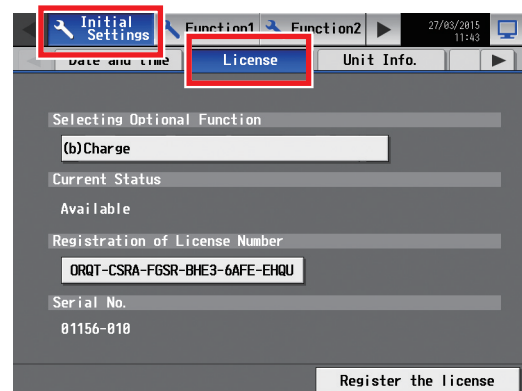 Initial
Settings
Function1
Function2
27/03/2015
11:43
Date and time
License
Unit Info.
Selecting Optional Function
(b)Charge
Current Status
Available
Registration of License Number
ORQT-CSRA-FGSR-BHE3-6AFE-EHQU
Serial No.
01156-010
Register the license